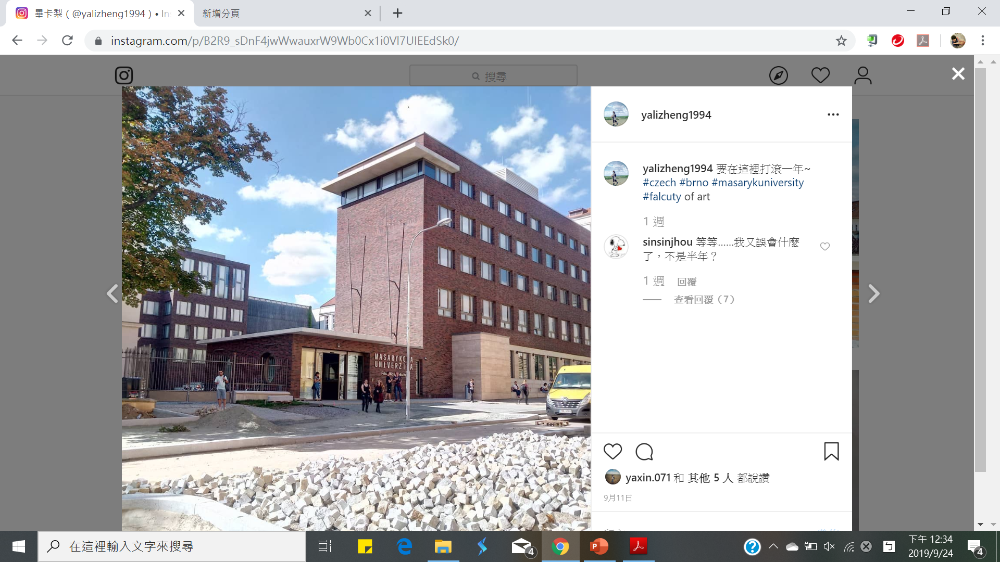 畢卡梨 ( @yalizheng1994 ) • In
新增分頁
instagram.com/p/B2R9_sDnF4jwWwauxrW9Wb0Cx1i0Vl7UIEEdSk0/
搜尋
yalizheng1994
yalizheng1994 要在這裡打滾一年~
#czech #brno #masarykuniversity
#falcuty of art
1 週
sinsinjhou 等等......我又誤會什麼
了，不是半年？
1 週 回覆
查看回覆（7）
MASARYKOVA
UNIVERZITA
yaxin.071 和 其他 5 人 都說讚
9月11日
在這裡輸入文字來搜尋
4
下午 12:34
2019/9/24
4